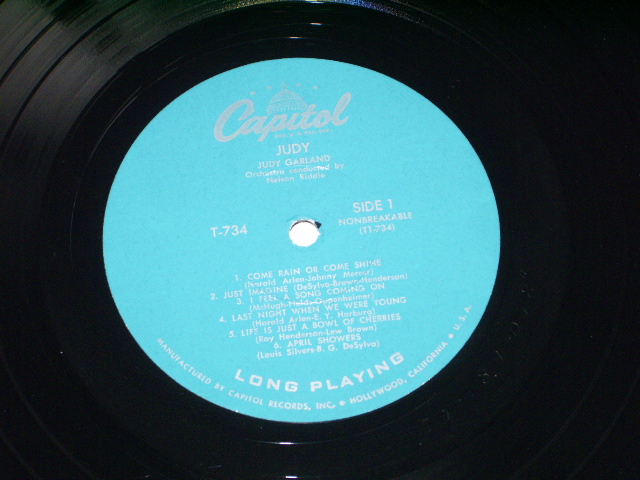 Capitol
JUDY
JUDY GARLAND
Orchestra conducted by
Nelson Riddle
T-734
SIDE 1
NONBREAKABLE
(T1-734)
1. COME RAIN OR COME SHINE
(Harold Arlen-Johnny Mercer)
2. JUST IMAGINE (DeSylva-Brown-Henderson)
3. I FEEL A SONG COMING ON
(McHugh-Fields-Oppenheimer)
4. LAST NIGHT WHEN WE WERE YOUNG
(Harold Arlen-E. Y. Harburg)
5. LIFE IS JUST A BOWL OF CHERRIES
(Ray Henderson-Lew Brown)
6. APRIL SHOWERS
(Louis Silvers-B. G. DeSylva)
LONG PLAYING
MANUFACTURED BY CAPITOL RECORDS, INC. • HOLLYWOOD, CALIFORNIA • U.S.A.